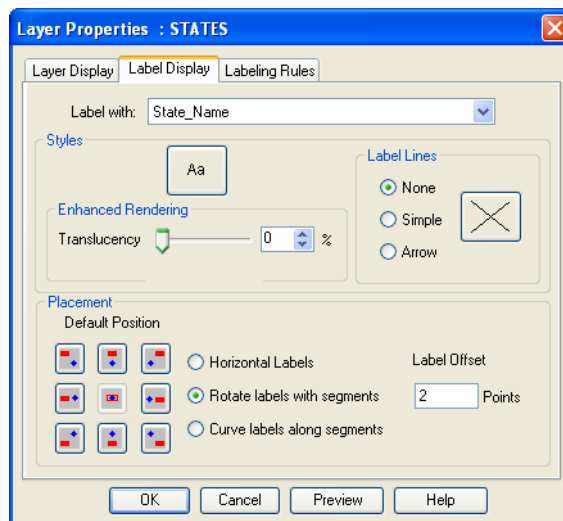 Layer Properties : STATES
Layer Display
Label Display
Labeling Rules
Label with:
State_Name
Styles
Aa
Enhanced Rendering
Translucency
0
%
Label Lines
None
Simple
Arrow
Placement
Default Position
Horizontal Labels
Rotate labels with segments
Curve labels along segments
Label Offset
2
Points
OK
Cancel
Preview
Help